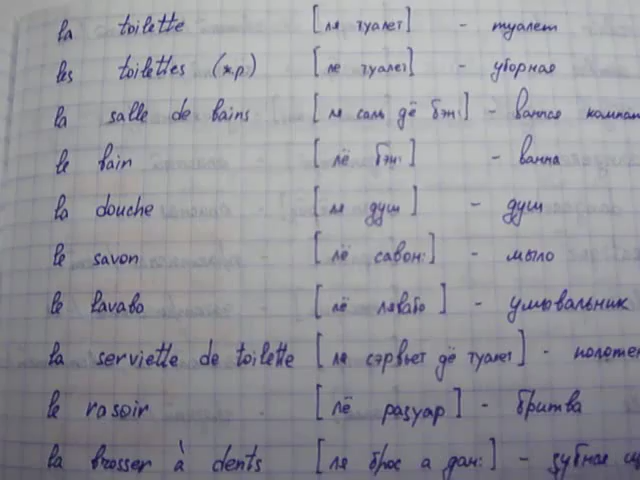 la toilette [ля туалет] - туалет
les toilettes (ж.р.) [ле туалет] - уборная
la salle de bains [ля саль дё бэн:] - ванная
le bain [лё бэн:] - ванна
la douche [ля душ] - душ
le savon [лё савон:] - мыло
le lavabo [лё лявабо] - умывальник
la serviette de toilette [ля сэрвьет дё туалет] -
le rasoir [лё разуар] - бритва
la brosser à dents [ля брос а дан:] - зубная